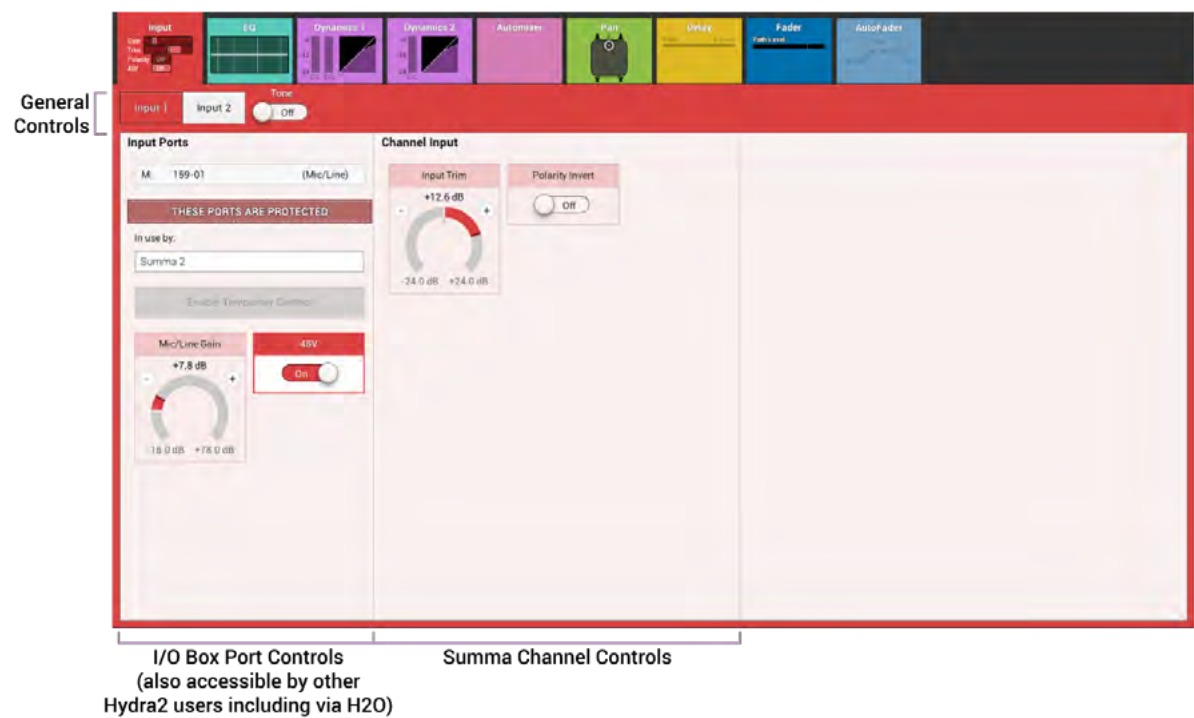 Input
EQ
Dynamics 1
Dynamics 2
Automixer
Pan
Delay
Fader
AutoFader
Trim
Polarity
Path Level
General
Controls
Input 1
Input 2
Tone
Off
Input Ports
Channel Input
M: 159-01 (Mic/Line)
THESE PORTS ARE PROTECTED
In use by:
Summa 2
Enable Temporary Control
Mic/Line Gain
+7.8 dB
-
+
-18.0 dB +78.0 dB
48V
On
Input Trim
+12.6 dB
-
+
-24.0 dB +24.0 dB
Polarity Invert
Off
I/O Box Port Controls
(also accessible by other
Hydra2 users including via H2O)
Summa Channel Controls